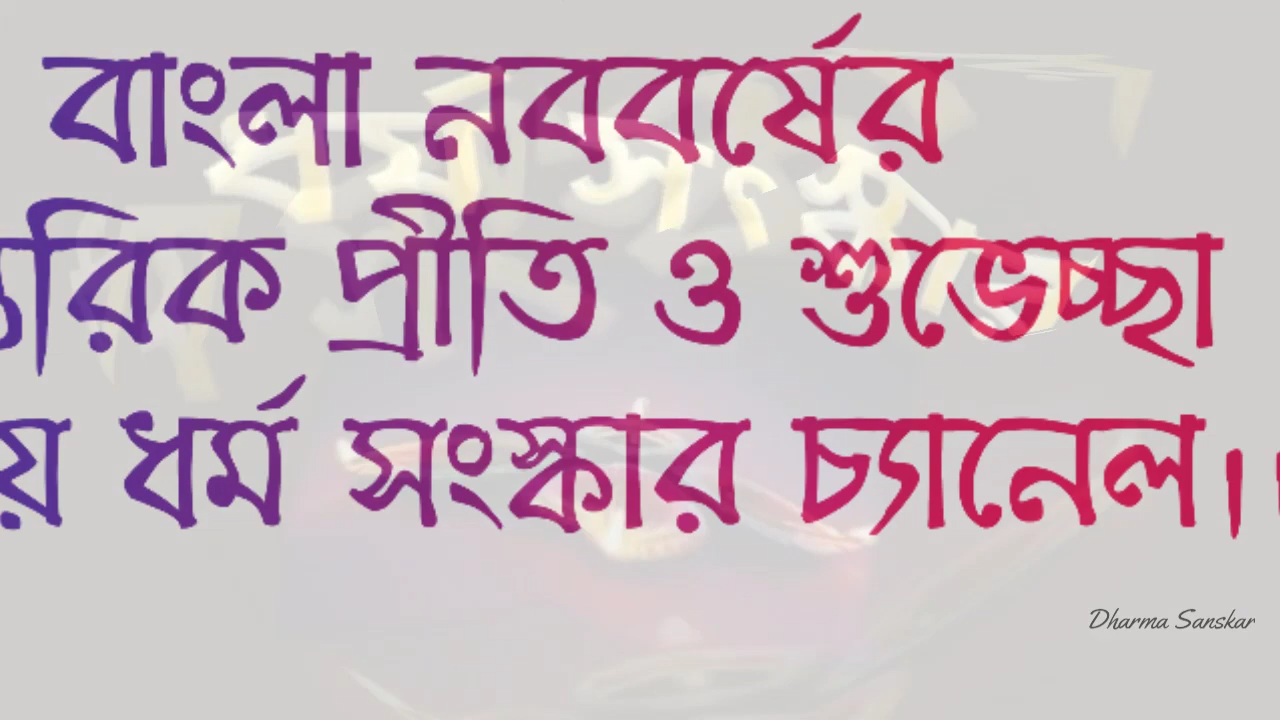 বাংলা নববর্ষের
প্রীতি ও শুভেচ্ছা
ধর্ম সংস্কার চ্যানেল।
Dharma Sanskar